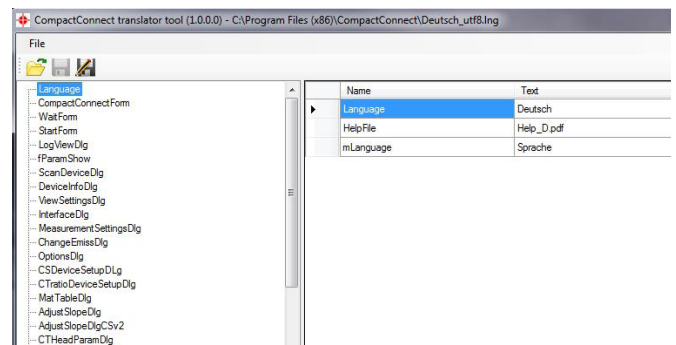 CompactConnect translator tool (1.0.0.0) - C:\Program Files (x86)\CompactConnect\Deutsch_utf8.lng
File
Language
CompactConnectForm
WaitForm
StartForm
LogViewDlg
fParamShow
ScanDeviceDlg
DeviceInfoDlg
ViewSettingsDlg
InterfaceDlg
MeasurementSettingsDlg
ChangeEmissDlg
OptionsDlg
CSDeviceSetupDLg
CTratioDeviceSetupDlg
MatTableDlg
AdjustSlopeDlg
AdjustSlopeDlgCSv2
CTHeadParamDlg
Name Text
Language Deutsch
HelpFile Help_D.pdf
mLanguage Sprache